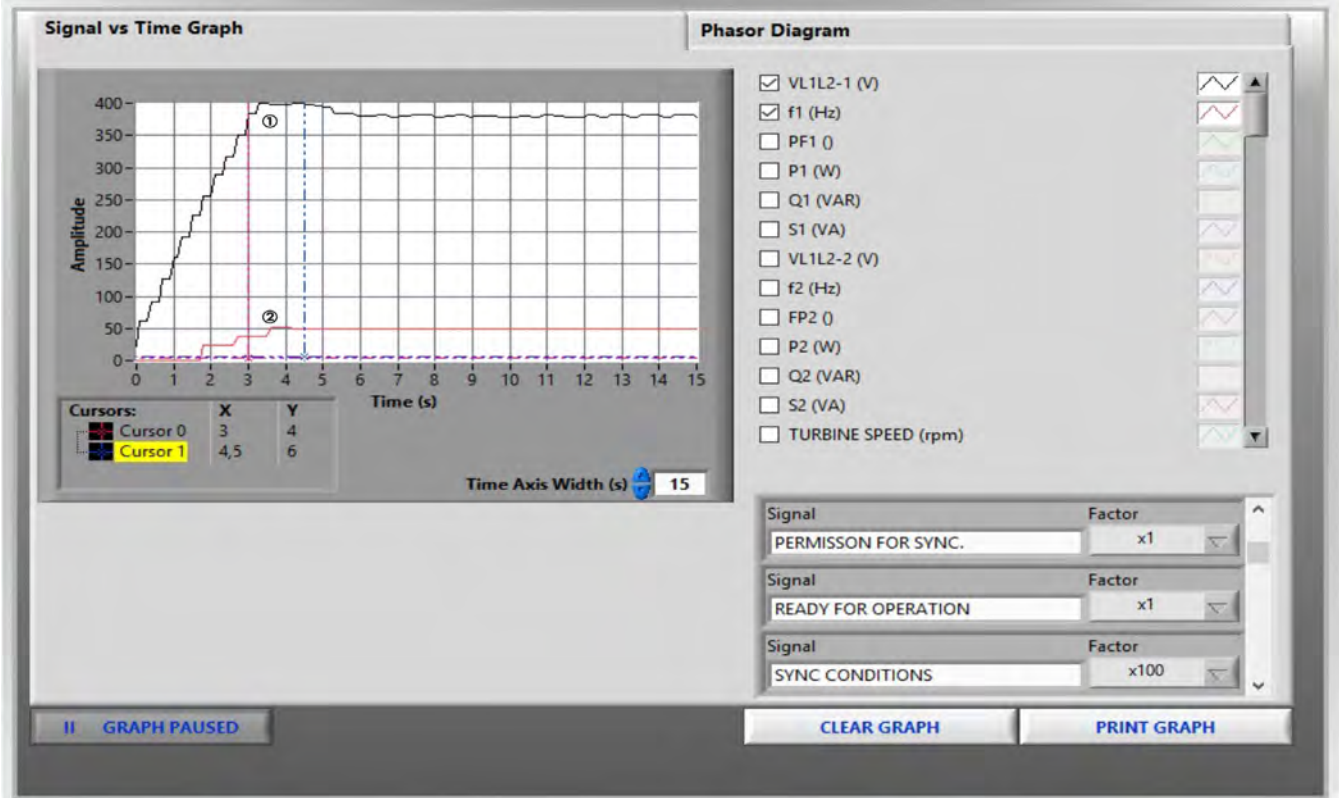 Signal vs Time Graph
Phasor Diagram
400
350
300
250
200
150
100
50
0
Amplitude
①
②
0 1 2 3 4 5 6 7 8 9 10 11 12 13 14 15
Time (s)
Cursors: X Y
Cursor 0 3 4
Cursor 1 4,5 6
Time Axis Width (s) 15
VL1L2-1 (V)
f1 (Hz)
PF1 ()
P1 (W)
Q1 (VAR)
S1 (VA)
VL1L2-2 (V)
f2 (Hz)
FP2 ()
P2 (W)
Q2 (VAR)
S2 (VA)
TURBINE SPEED (rpm)
Signal Factor
PERMISSON FOR SYNC. x1
Signal Factor
READY FOR OPERATION x1
Signal Factor
SYNC CONDITIONS x100
GRAPH PAUSED
CLEAR GRAPH
PRINT GRAPH